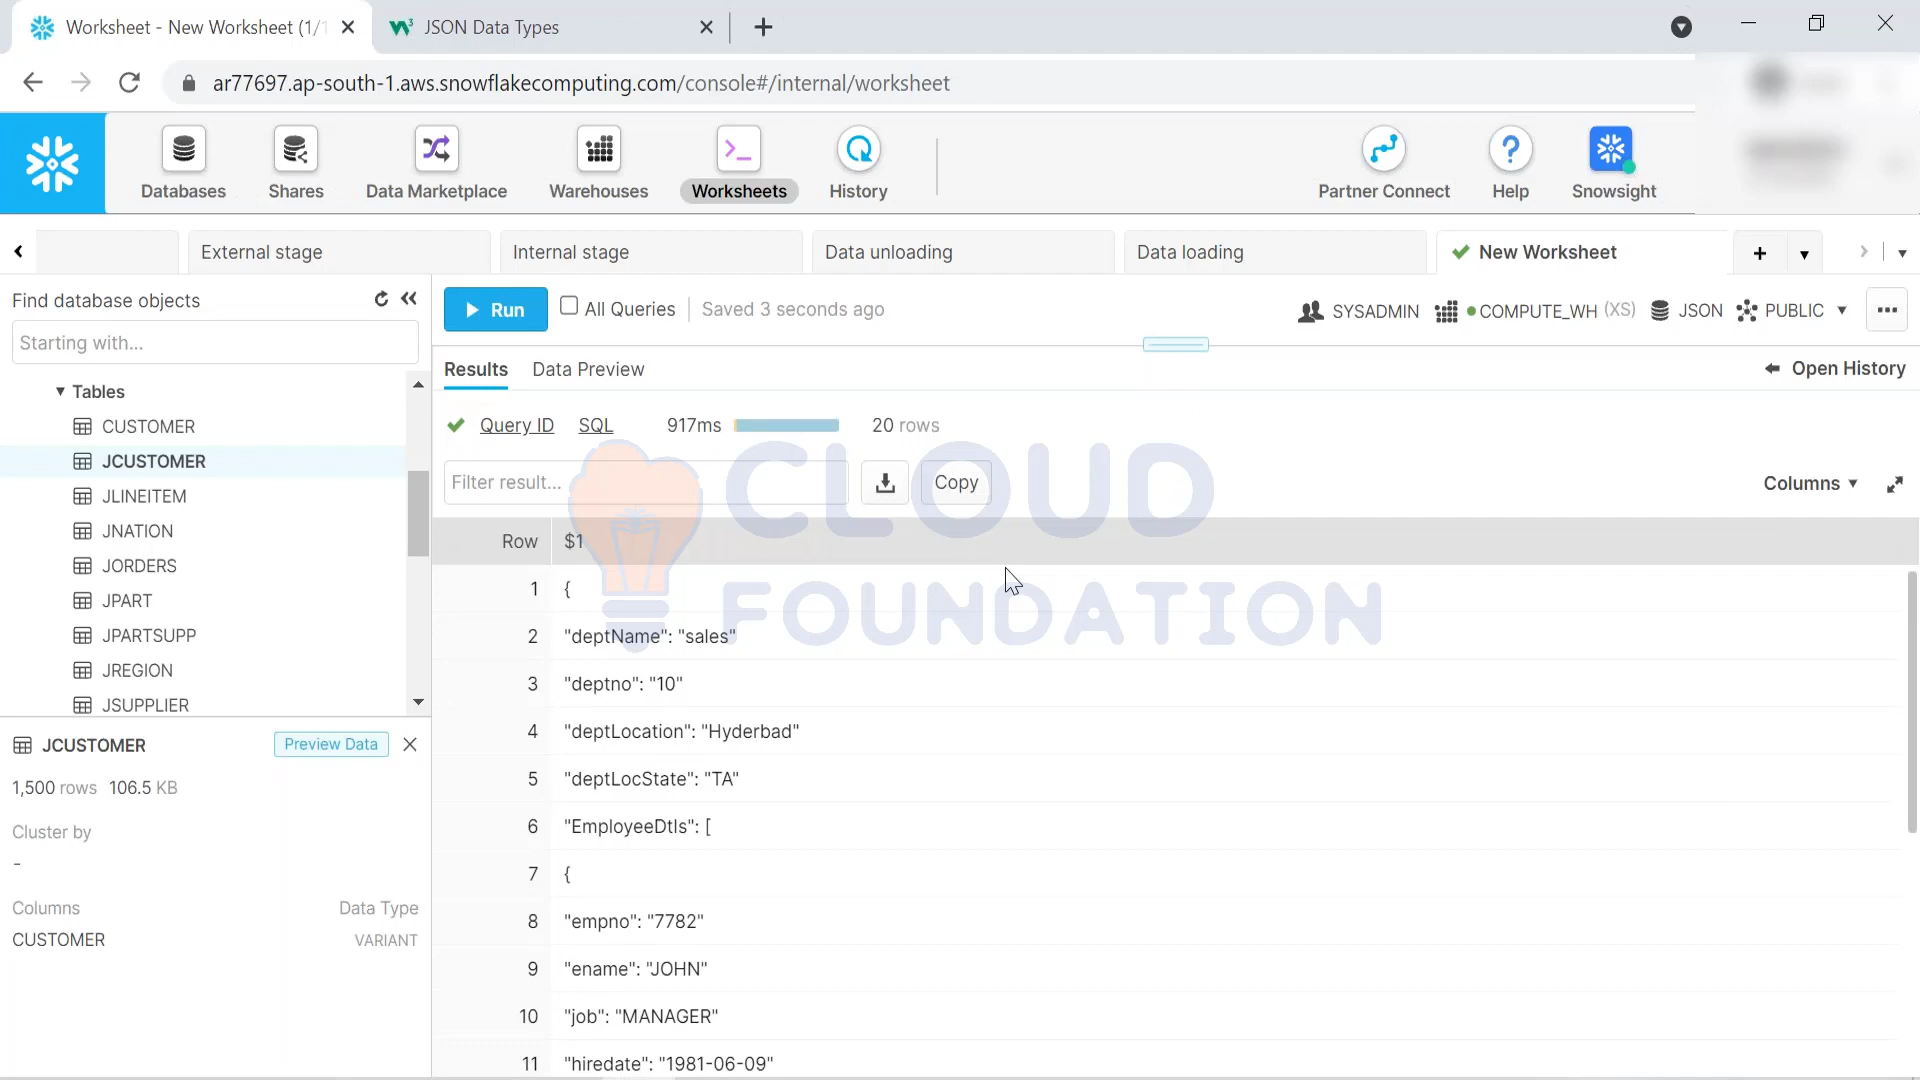 Worksheet - New Worksheet (1/1
JSON Data Types
ar77697.ap-south-1.aws.snowflakecomputing.com/console#/internal/worksheet
Databases
Shares
Data Marketplace
Warehouses
Worksheets
History
Partner Connect
Help
Snowsight
External stage
Internal stage
Data unloading
Data loading
New Worksheet
Find database objects
Starting with...
Run
All Queries
Saved 3 seconds ago
SYSADMIN
COMPUTE_WH (XS)
JSON
PUBLIC
Tables
CUSTOMER
JCUSTOMER
JLINEITEM
JNATION
JORDERS
JPART
JPARTSUPP
JREGION
JSUPPLIER
JCUSTOMER
Preview Data
1,500 rows 106.5 KB
Cluster by
-
Columns Data Type
CUSTOMER VARIANT
Results
Data Preview
Open History
Query ID SQL 917ms 20 rows
Filter result...
Copy
Columns
Row $1
1 {
2 "deptName": "sales"
3 "deptno": "10"
4 "deptLocation": "Hyderbad"
5 "deptLocState": "TA"
6 "EmployeeDtls": [
7 {
8 "empno": "7782"
9 "ename": "JOHN"
10 "job": "MANAGER"
11 "hiredate": "1981-06-09"
CLOUD
FOUNDATION